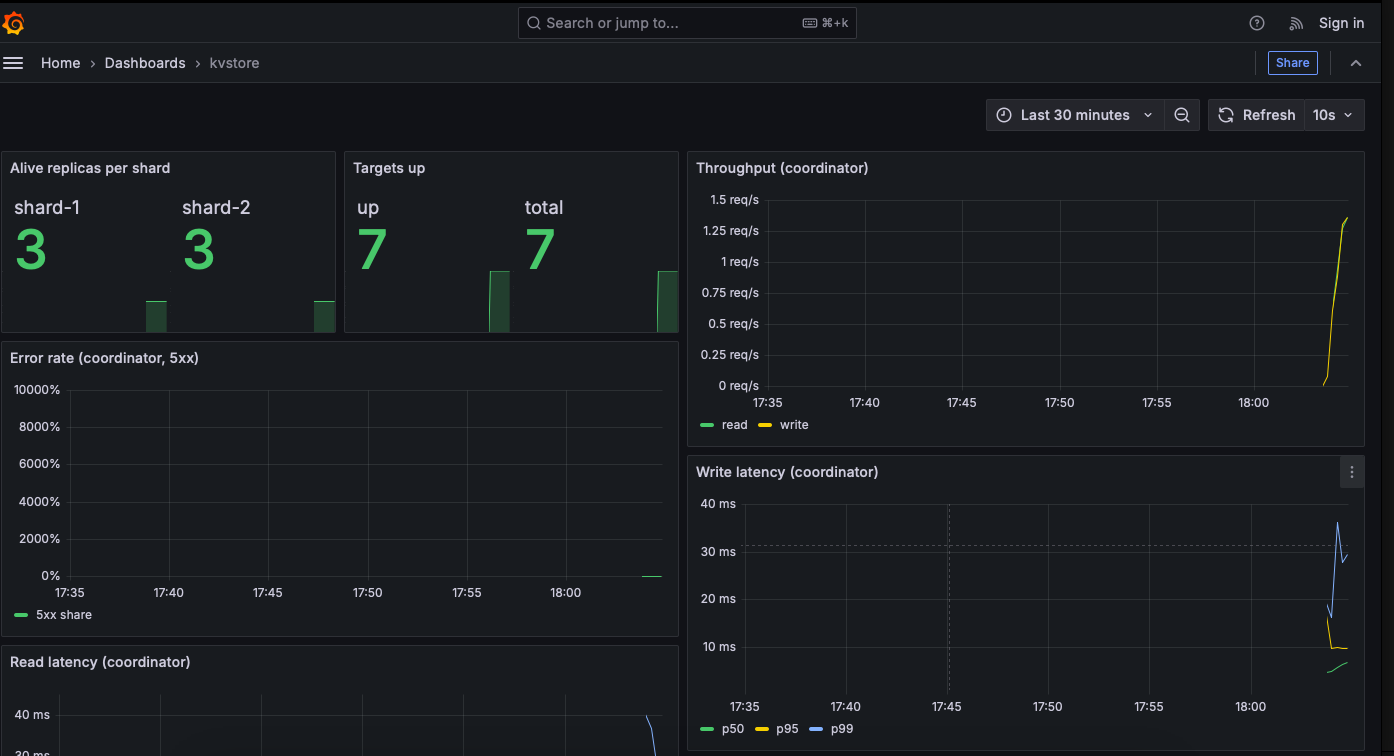 Search or jump to... ⌘+k
Sign in
Home › Dashboards › kvstore
Share
Last 30 minutes
Refresh 10s
Alive replicas per shard
shard-1 shard-2
3 3
Targets up
up total
7 7
Throughput (coordinator)
1.5 req/s
1.25 req/s
1 req/s
0.75 req/s
0.5 req/s
0.25 req/s
0 req/s
17:35 17:40 17:45 17:50 17:55 18:00
read write
Error rate (coordinator, 5xx)
10000%
8000%
6000%
4000%
2000%
0%
17:35 17:40 17:45 17:50 17:55 18:00
5xx share
Write latency (coordinator)
40 ms
30 ms
20 ms
10 ms
17:35 17:40 17:45 17:50 17:55 18:00
p50 p95 p99
Read latency (coordinator)
40 ms
30 ms